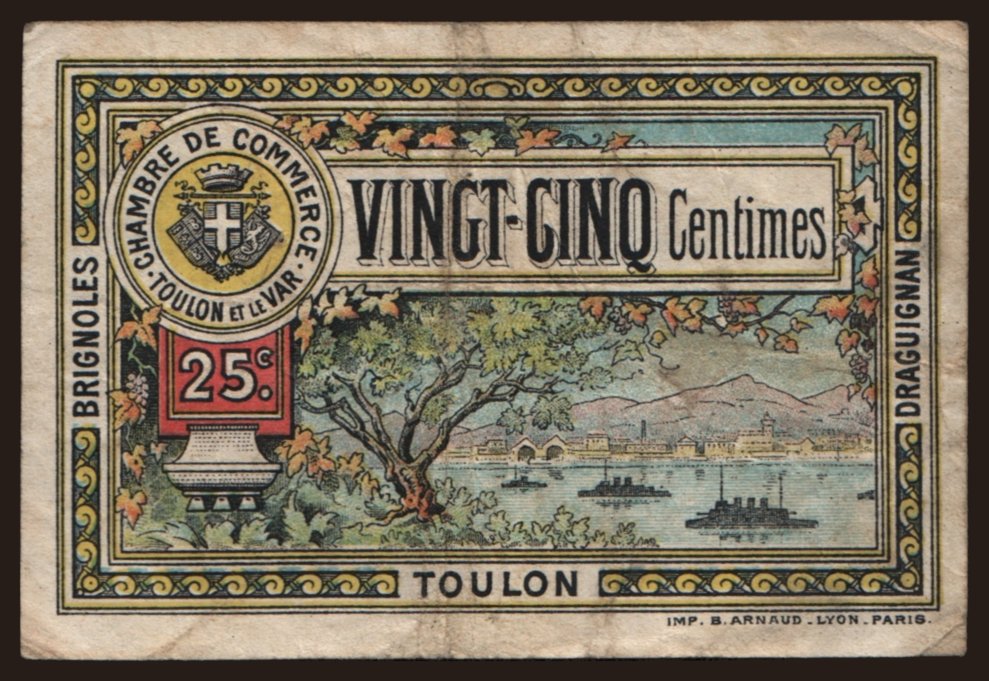 CHAMBRE DE COMMERCE
· TOULON ET LE VAR ·
VINGT-CINQ Centimes
25c.
BRIGNOLES
DRAGUIGNAN
TOULON
IMP. B. ARNAUD - LYON - PARIS.